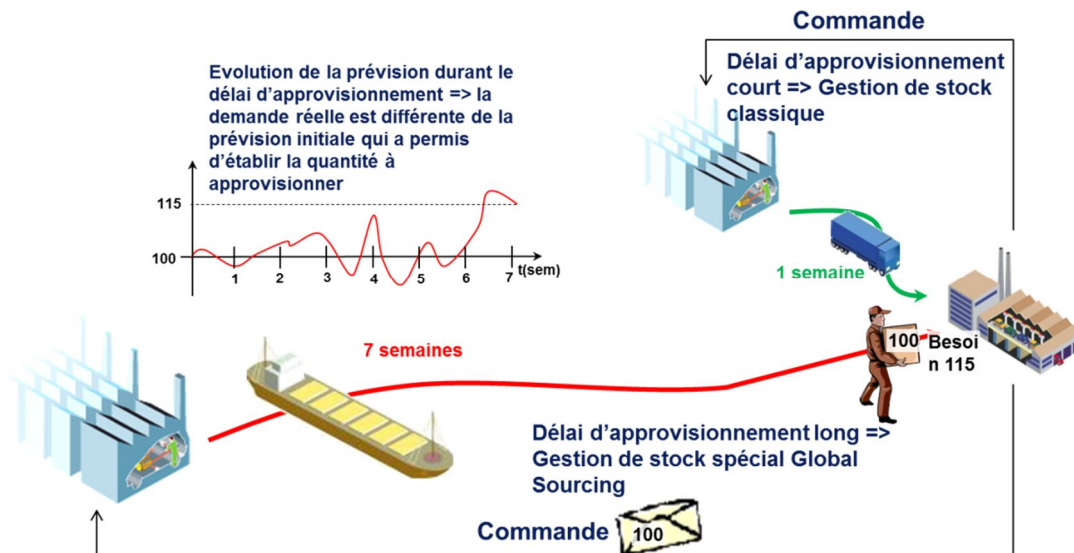 Commande
Délai d'approvisionnement
court => Gestion de stock
classique
Evolution de la prévision durant le
délai d'approvisionnement => la
demande réelle est différente de la
prévision initiale qui a permis
d'établir la quantité à
approvisionner
115
100
1 2 3 4 5 6 7 t(sem)
1 semaine
7 semaines
100
Besoi
n 115
Délai d'approvisionnement long =>
Gestion de stock spécial Global
Sourcing
Commande
100